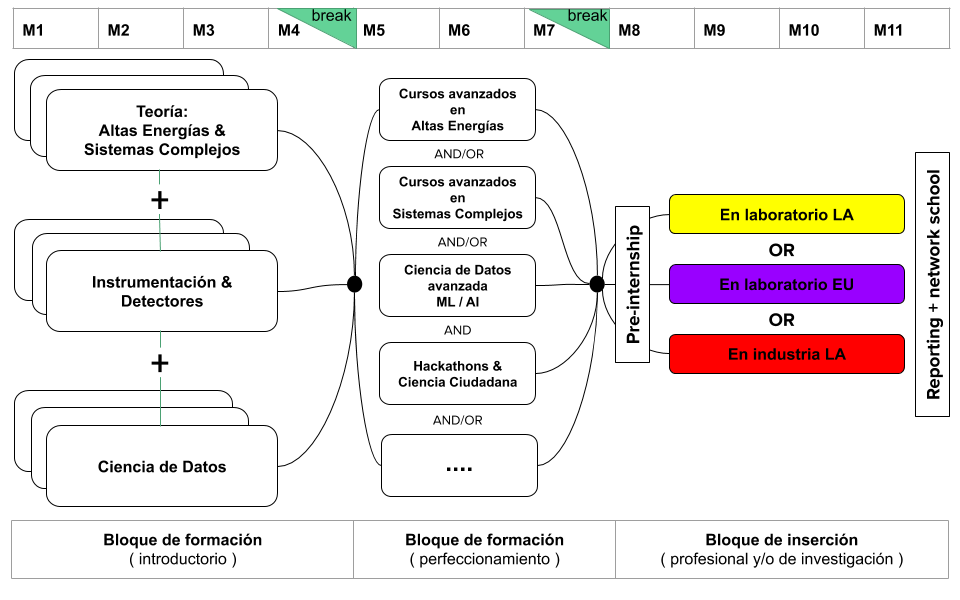 M1 M2 M3 M4 break M5 M6 M7 break M8 M9 M10 M11
Teoría:
Altas Energías &
Sistemas Complejos
+
Instrumentación &
Detectores
+
Ciencia de Datos
Cursos avanzados
en
Altas Energías
AND/OR
Cursos avanzados
en
Sistemas Complejos
AND/OR
Ciencia de Datos
avanzada
ML / AI
AND
Hackathons &
Ciencia Ciudadana
AND/OR
....
Pre-internship
En laboratorio LA
OR
En laboratorio EU
OR
En industria LA
Reporting + network school
Bloque de formación
( introductorio )
Bloque de formación
( perfeccionamiento )
Bloque de inserción
( profesional y/o de investigación )